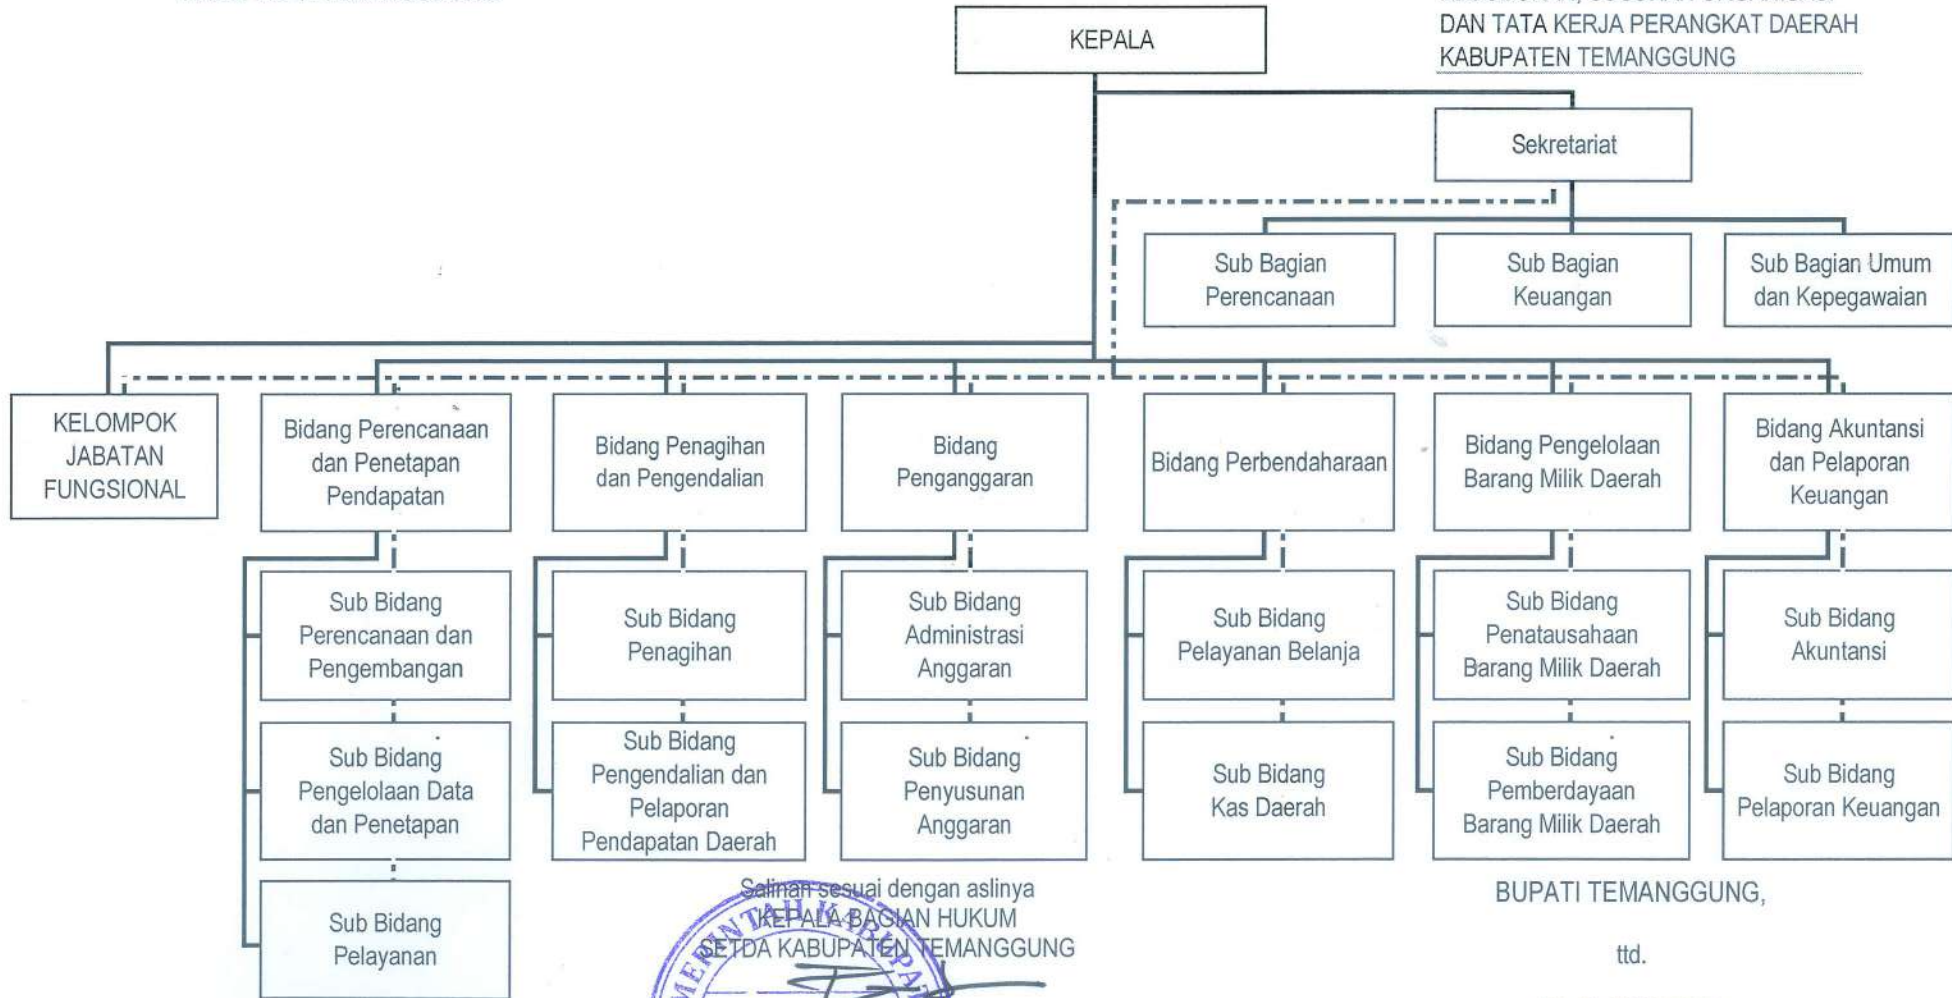 DAN TATA KERJA PERANGKAT DAERAH
KABUPATEN TEMANGGUNG
KEPALA
Sekretariat
Sub Bagian
Perencanaan
Sub Bagian
Keuangan
Sub Bagian Umum
dan Kepegawaian
KELOMPOK
JABATAN
FUNGSIONAL
Bidang Perencanaan
dan Penetapan
Pendapatan
Bidang Penagihan
dan Pengendalian
Bidang
Penganggaran
Bidang Perbendaharaan
Bidang Pengelolaan
Barang Milik Daerah
Bidang Akuntansi
dan Pelaporan
Keuangan
Sub Bidang
Perencanaan dan
Pengembangan
Sub Bidang
Penagihan
Sub Bidang
Administrasi
Anggaran
Sub Bidang
Pelayanan Belanja
Sub Bidang
Penatausahaan
Barang Milik Daerah
Sub Bidang
Akuntansi
Sub Bidang
Pengelolaan Data
dan Penetapan
Sub Bidang
Pengendalian dan
Pelaporan
Pendapatan Daerah
Sub Bidang
Penyusunan
Anggaran
Sub Bidang
Kas Daerah
Sub Bidang
Pemberdayaan
Barang Milik Daerah
Sub Bidang
Pelaporan Keuangan
Sub Bidang
Pelayanan
Salinan sesuai dengan aslinya
KEPALA BAGIAN HUKUM
SETDA KABUPATEN TEMANGGUNG
BUPATI TEMANGGUNG,
ttd.